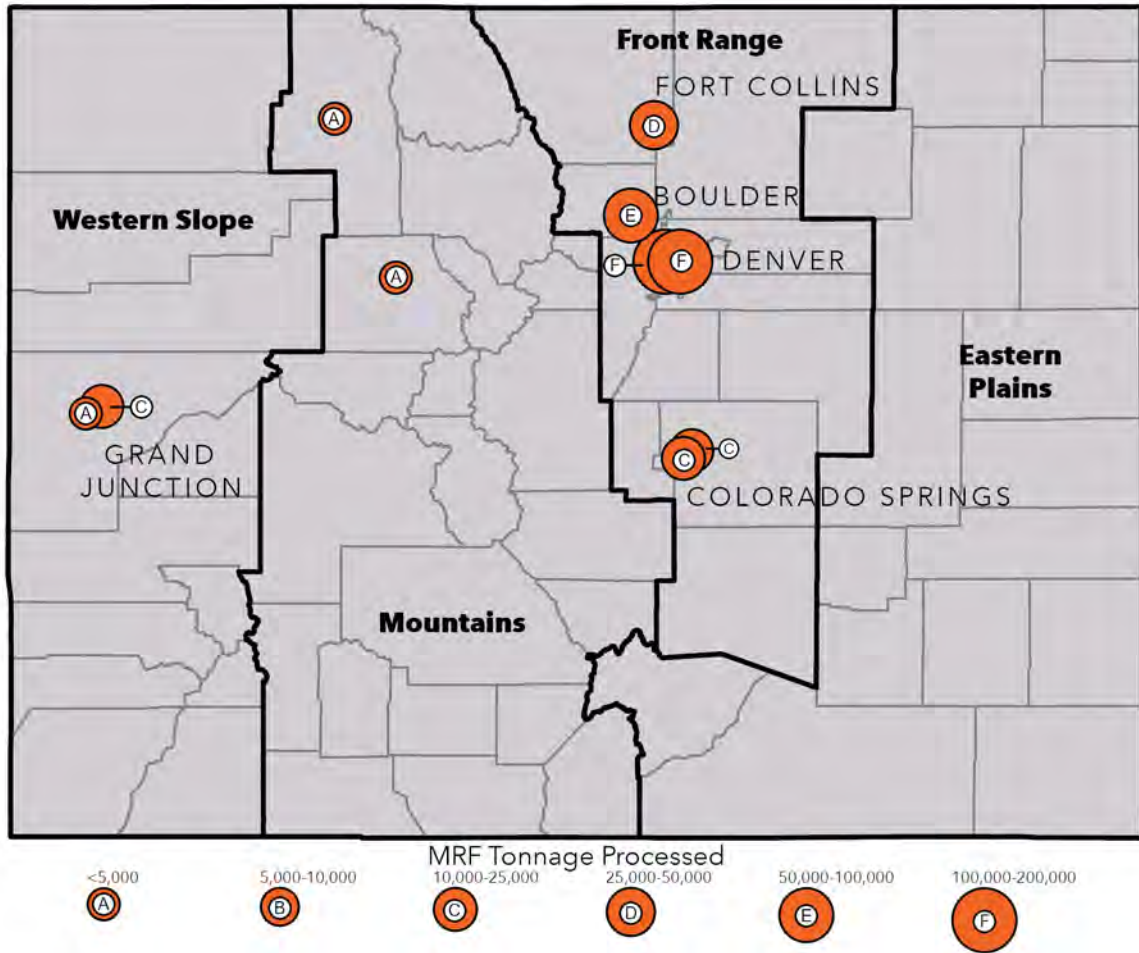 Front Range
FORT COLLINS
A
D
BOULDER
Western Slope
E
F
F
DENVER
A
Eastern
Plains
A
C
GRAND
JUNCTION
C
C
COLORADO SPRINGS
Mountains
MRF Tonnage Processed
<5,000
5,000-10,000
10,000-25,000
25,000-50,000
50,000-100,000
100,000-200,000
A
B
C
D
E
F